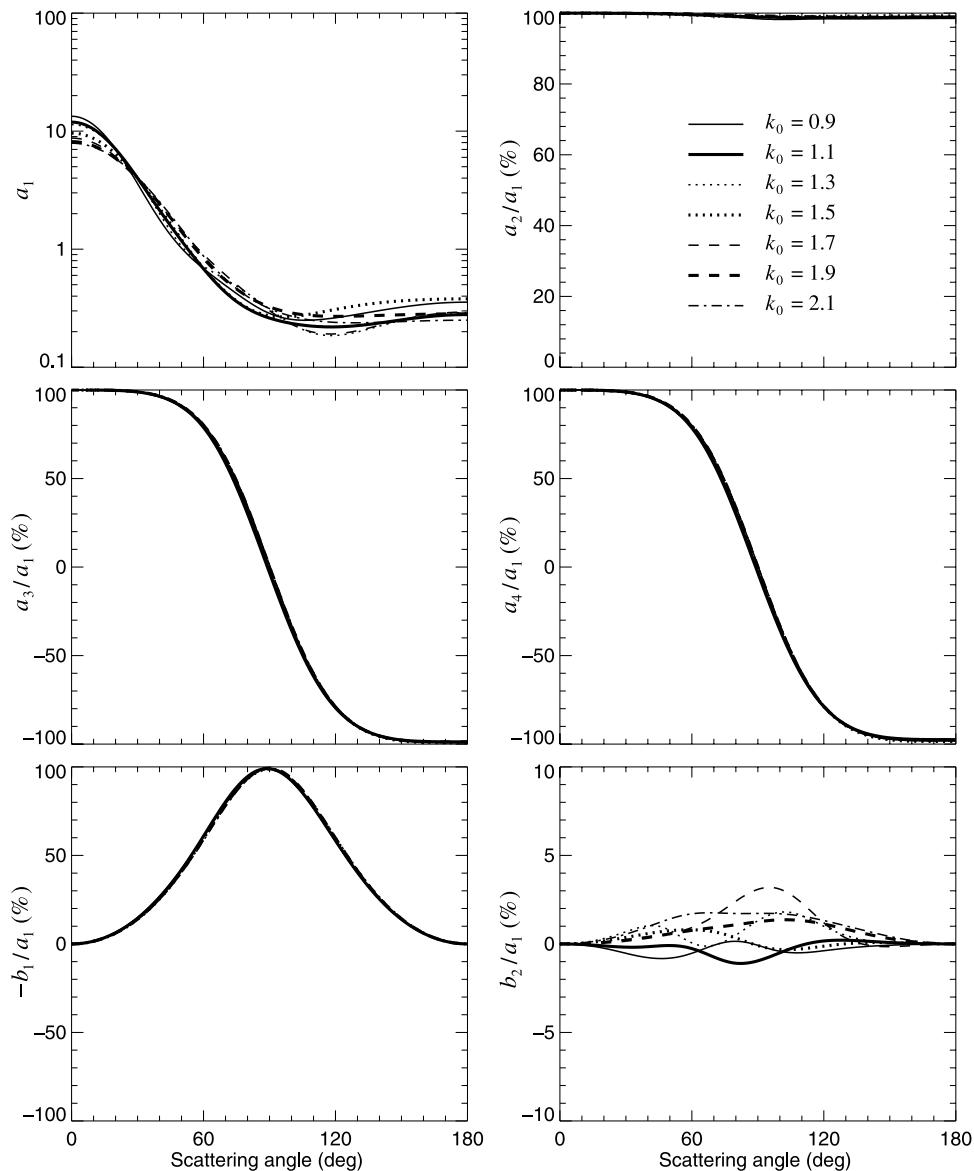 100
10
1
0.1
a₁
100
80
60
40
20
0
a₂/a₁ (%)
k₀ = 0.9
k₀ = 1.1
k₀ = 1.3
k₀ = 1.5
k₀ = 1.7
k₀ = 1.9
k₀ = 2.1
100
50
0
−50
−100
a₃/a₁ (%)
100
50
0
−50
−100
a₄/a₁ (%)
100
50
0
−50
−100
−b₁/a₁ (%)
0 60 120 180
Scattering angle (deg)
10
5
0
−5
−10
b₂/a₁ (%)
0 60 120 180
Scattering angle (deg)